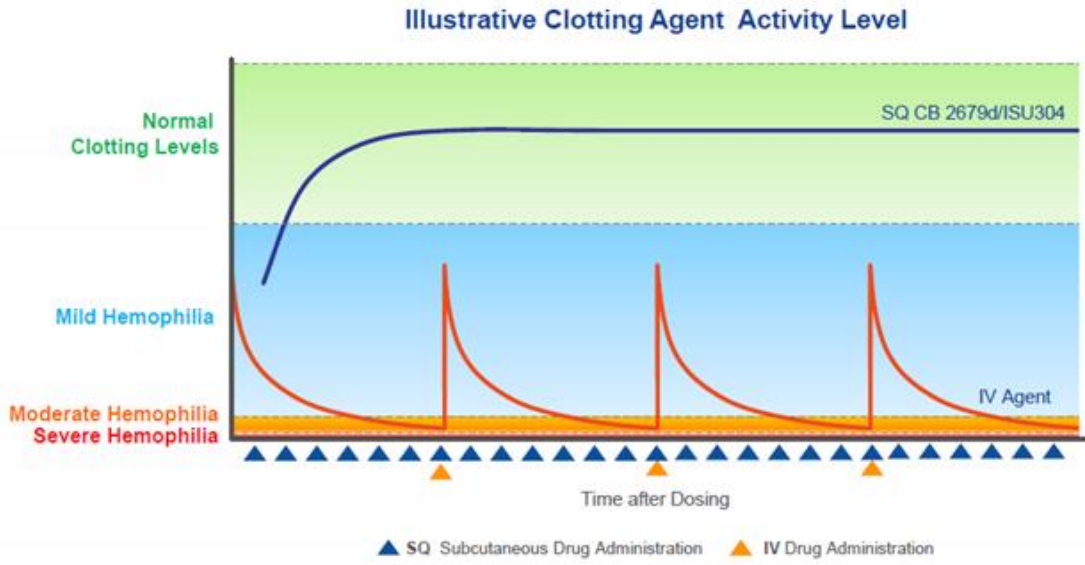 Illustrative Clotting Agent Activity Level
Normal
Clotting Levels
SQ CB 2679d/ISU304
Mild Hemophilia
IV Agent
Moderate Hemophilia
Severe Hemophilia
Time after Dosing
SQ Subcutaneous Drug Administration
IV Drug Administration